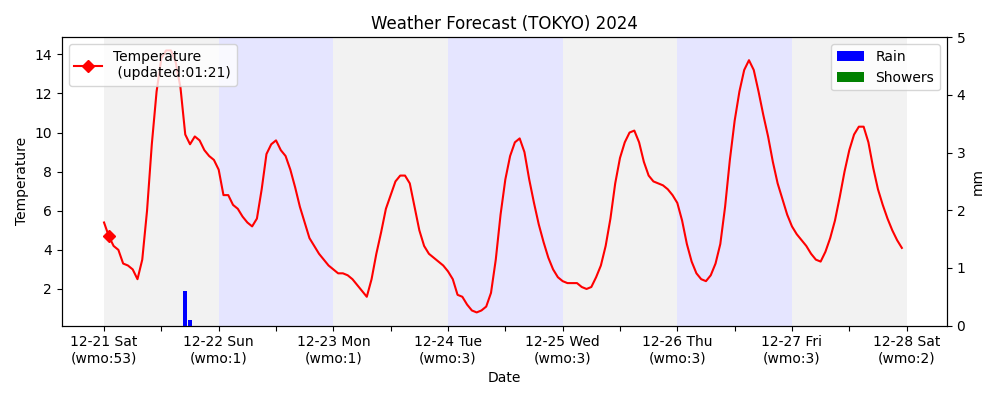 Weather Forecast (TOKYO) 2024
Temperature
(updated:01:21)
Rain
Showers
14
12
10
8
6
4
2
Temperature
5
4
3
2
1
0
mm
12-21 Sat
(wmo:53)
12-22 Sun
(wmo:1)
12-23 Mon
(wmo:1)
12-24 Tue
(wmo:3)
12-25 Wed
(wmo:3)
12-26 Thu
(wmo:3)
12-27 Fri
(wmo:3)
12-28 Sat
(wmo:2)
Date